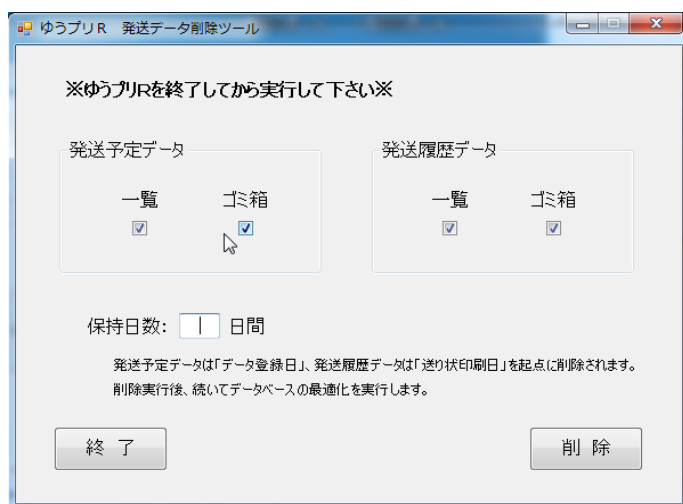 ゆうプリR 発送データ削除ツール
※ゆうプリRを終了してから実行して下さい※
発送予定データ 発送履歴データ
一覧 ゴミ箱 一覧 ゴミ箱
保持日数: 日間
発送予定データは「データ登録日」、発送履歴データは「送り状印刷日」を起点に削除されます。
削除実行後、続いてデータベースの最適化を実行します。
終 了 削 除